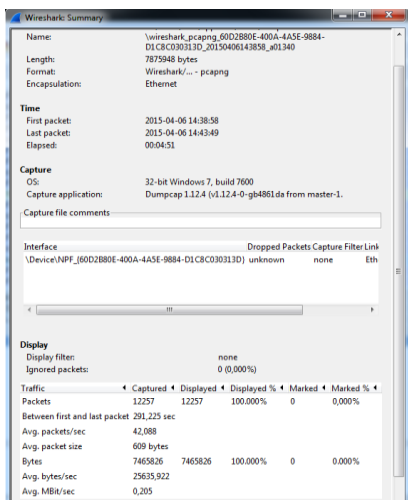 Wireshark: Summary
Name: \wireshark_pcapng_60D2B80E-400A-4A5E-9884-
D1C8C030313D_20150406143858_a01340
Length: 7875948 bytes
Format: Wireshark/... - pcapng
Encapsulation: Ethernet
Time
First packet: 2015-04-06 14:38:58
Last packet: 2015-04-06 14:43:49
Elapsed: 00:04:51
Capture
OS: 32-bit Windows 7, build 7600
Capture application: Dumpcap 1.12.4 (v1.12.4-0-gb4861da from master-1.
Capture file comments
Interface Dropped Packets Capture Filter Link
\Device\NPF_{60D2B80E-400A-4A5E-9884-D1C8C030313D} unknown none Eth
Display
Display filter: none
Ignored packets: 0 (0,000%)
Traffic Captured Displayed Displayed % Marked Marked %
Packets 12257 12257 100.000% 0 0,000%
Between first and last packet 291,225 sec
Avg. packets/sec 42,088
Avg. packet size 609 bytes
Bytes 7465826 7465826 100.000% 0 0.000%
Avg. bytes/sec 25635,922
Avg. MBit/sec 0,205